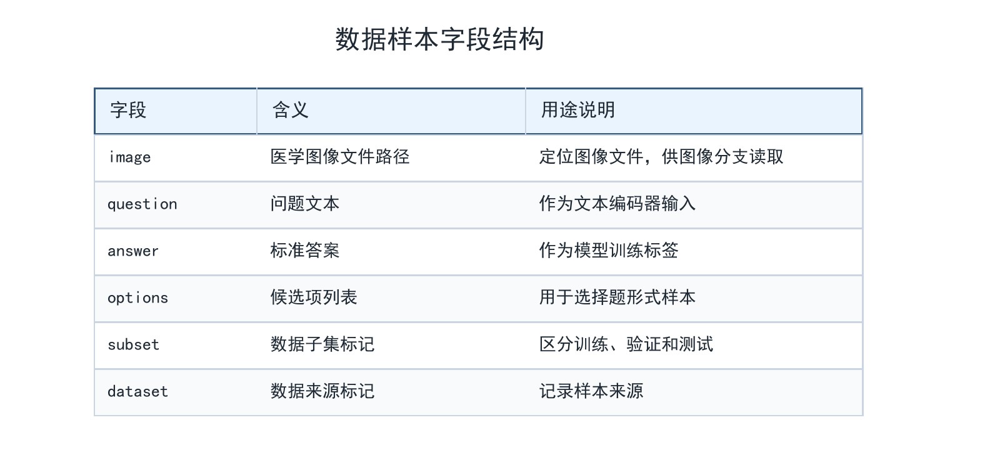 数据样本字段结构
字段 含义 用途说明
image 医学图像文件路径 定位图像文件，供图像分支读取
question 问题文本 作为文本编码器输入
answer 标准答案 作为模型训练标签
options 候选项列表 用于选择题形式样本
subset 数据子集标记 区分训练、验证和测试
dataset 数据来源标记 记录样本来源